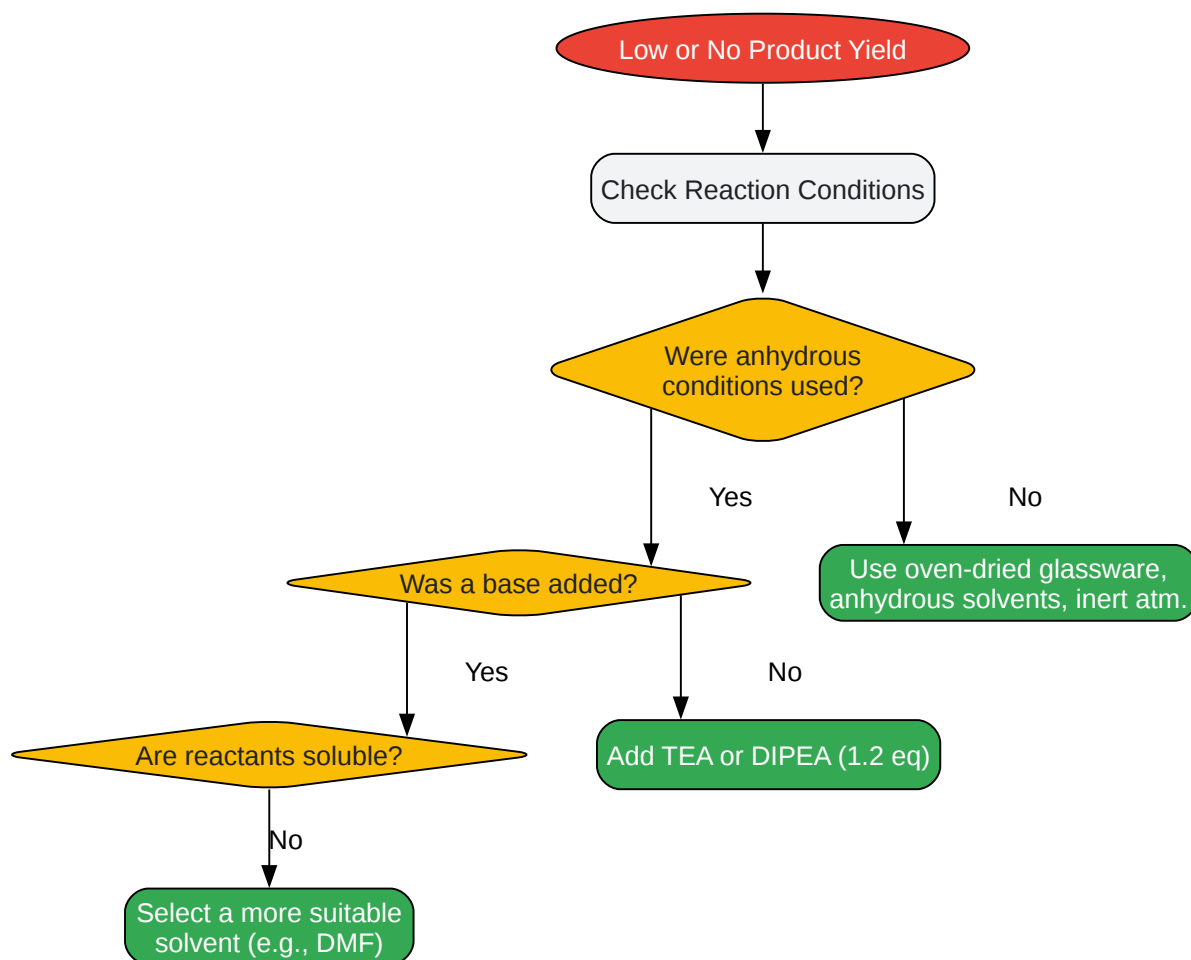 Low or No Product Yield
Check Reaction Conditions
Were anhydrous
conditions used?
Yes
No
Was a base added?
Use oven-dried glassware,
anhydrous solvents, inert atm.
Yes
No
Are reactants soluble?
Add TEA or DIPEA (1.2 eq)
No
Select a more suitable
solvent (e.g., DMF)